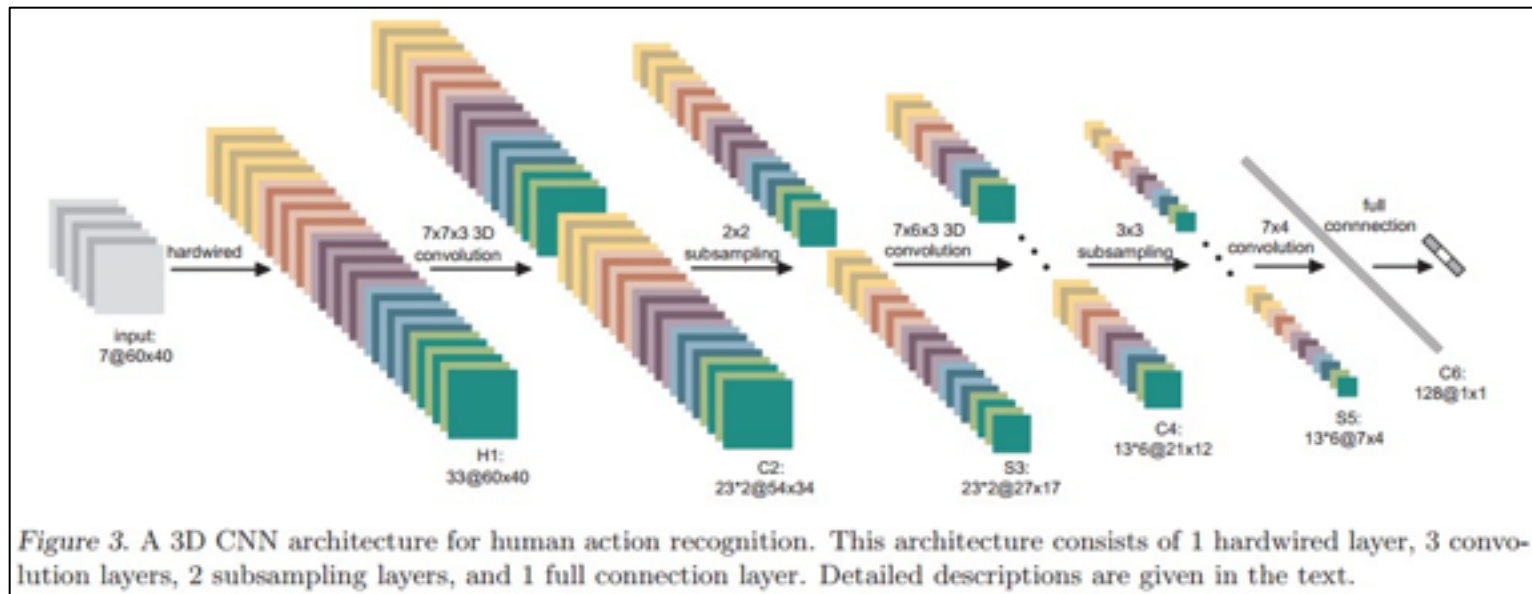 hardwired
7x7x3 3D
convolution
2x2
subsampling
7x6x3 3D
convolution
3x3
subsampling
7x4
convolution
full
connnection
input:
7@60x40
H1:
33@60x40
C2:
23*2@54x34
S3:
23*2@27x17
C4:
13*6@21x12
S5:
13*6@7x4
C6:
128@1x1
Figure 3. A 3D CNN architecture for human action recognition. This architecture consists of 1 hardwired layer, 3 convo-
lution layers, 2 subsampling layers, and 1 full connection layer. Detailed descriptions are given in the text.